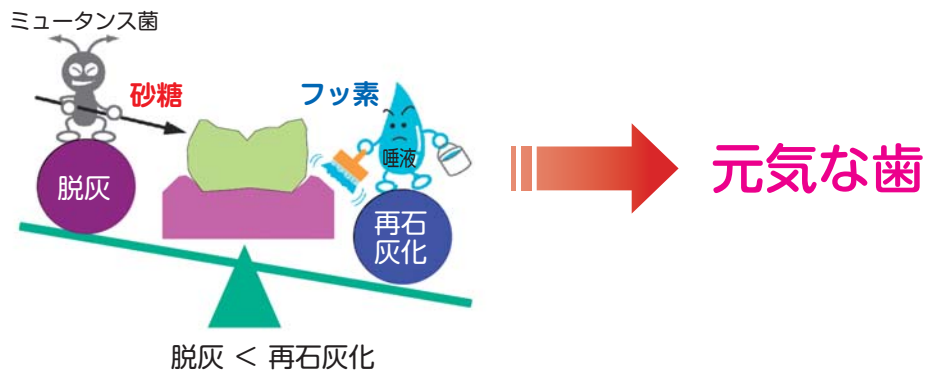 ミュータンス菌
砂糖
フッ素
唾液
脱灰
再石
灰化
脱灰 < 再石灰化
元気な歯